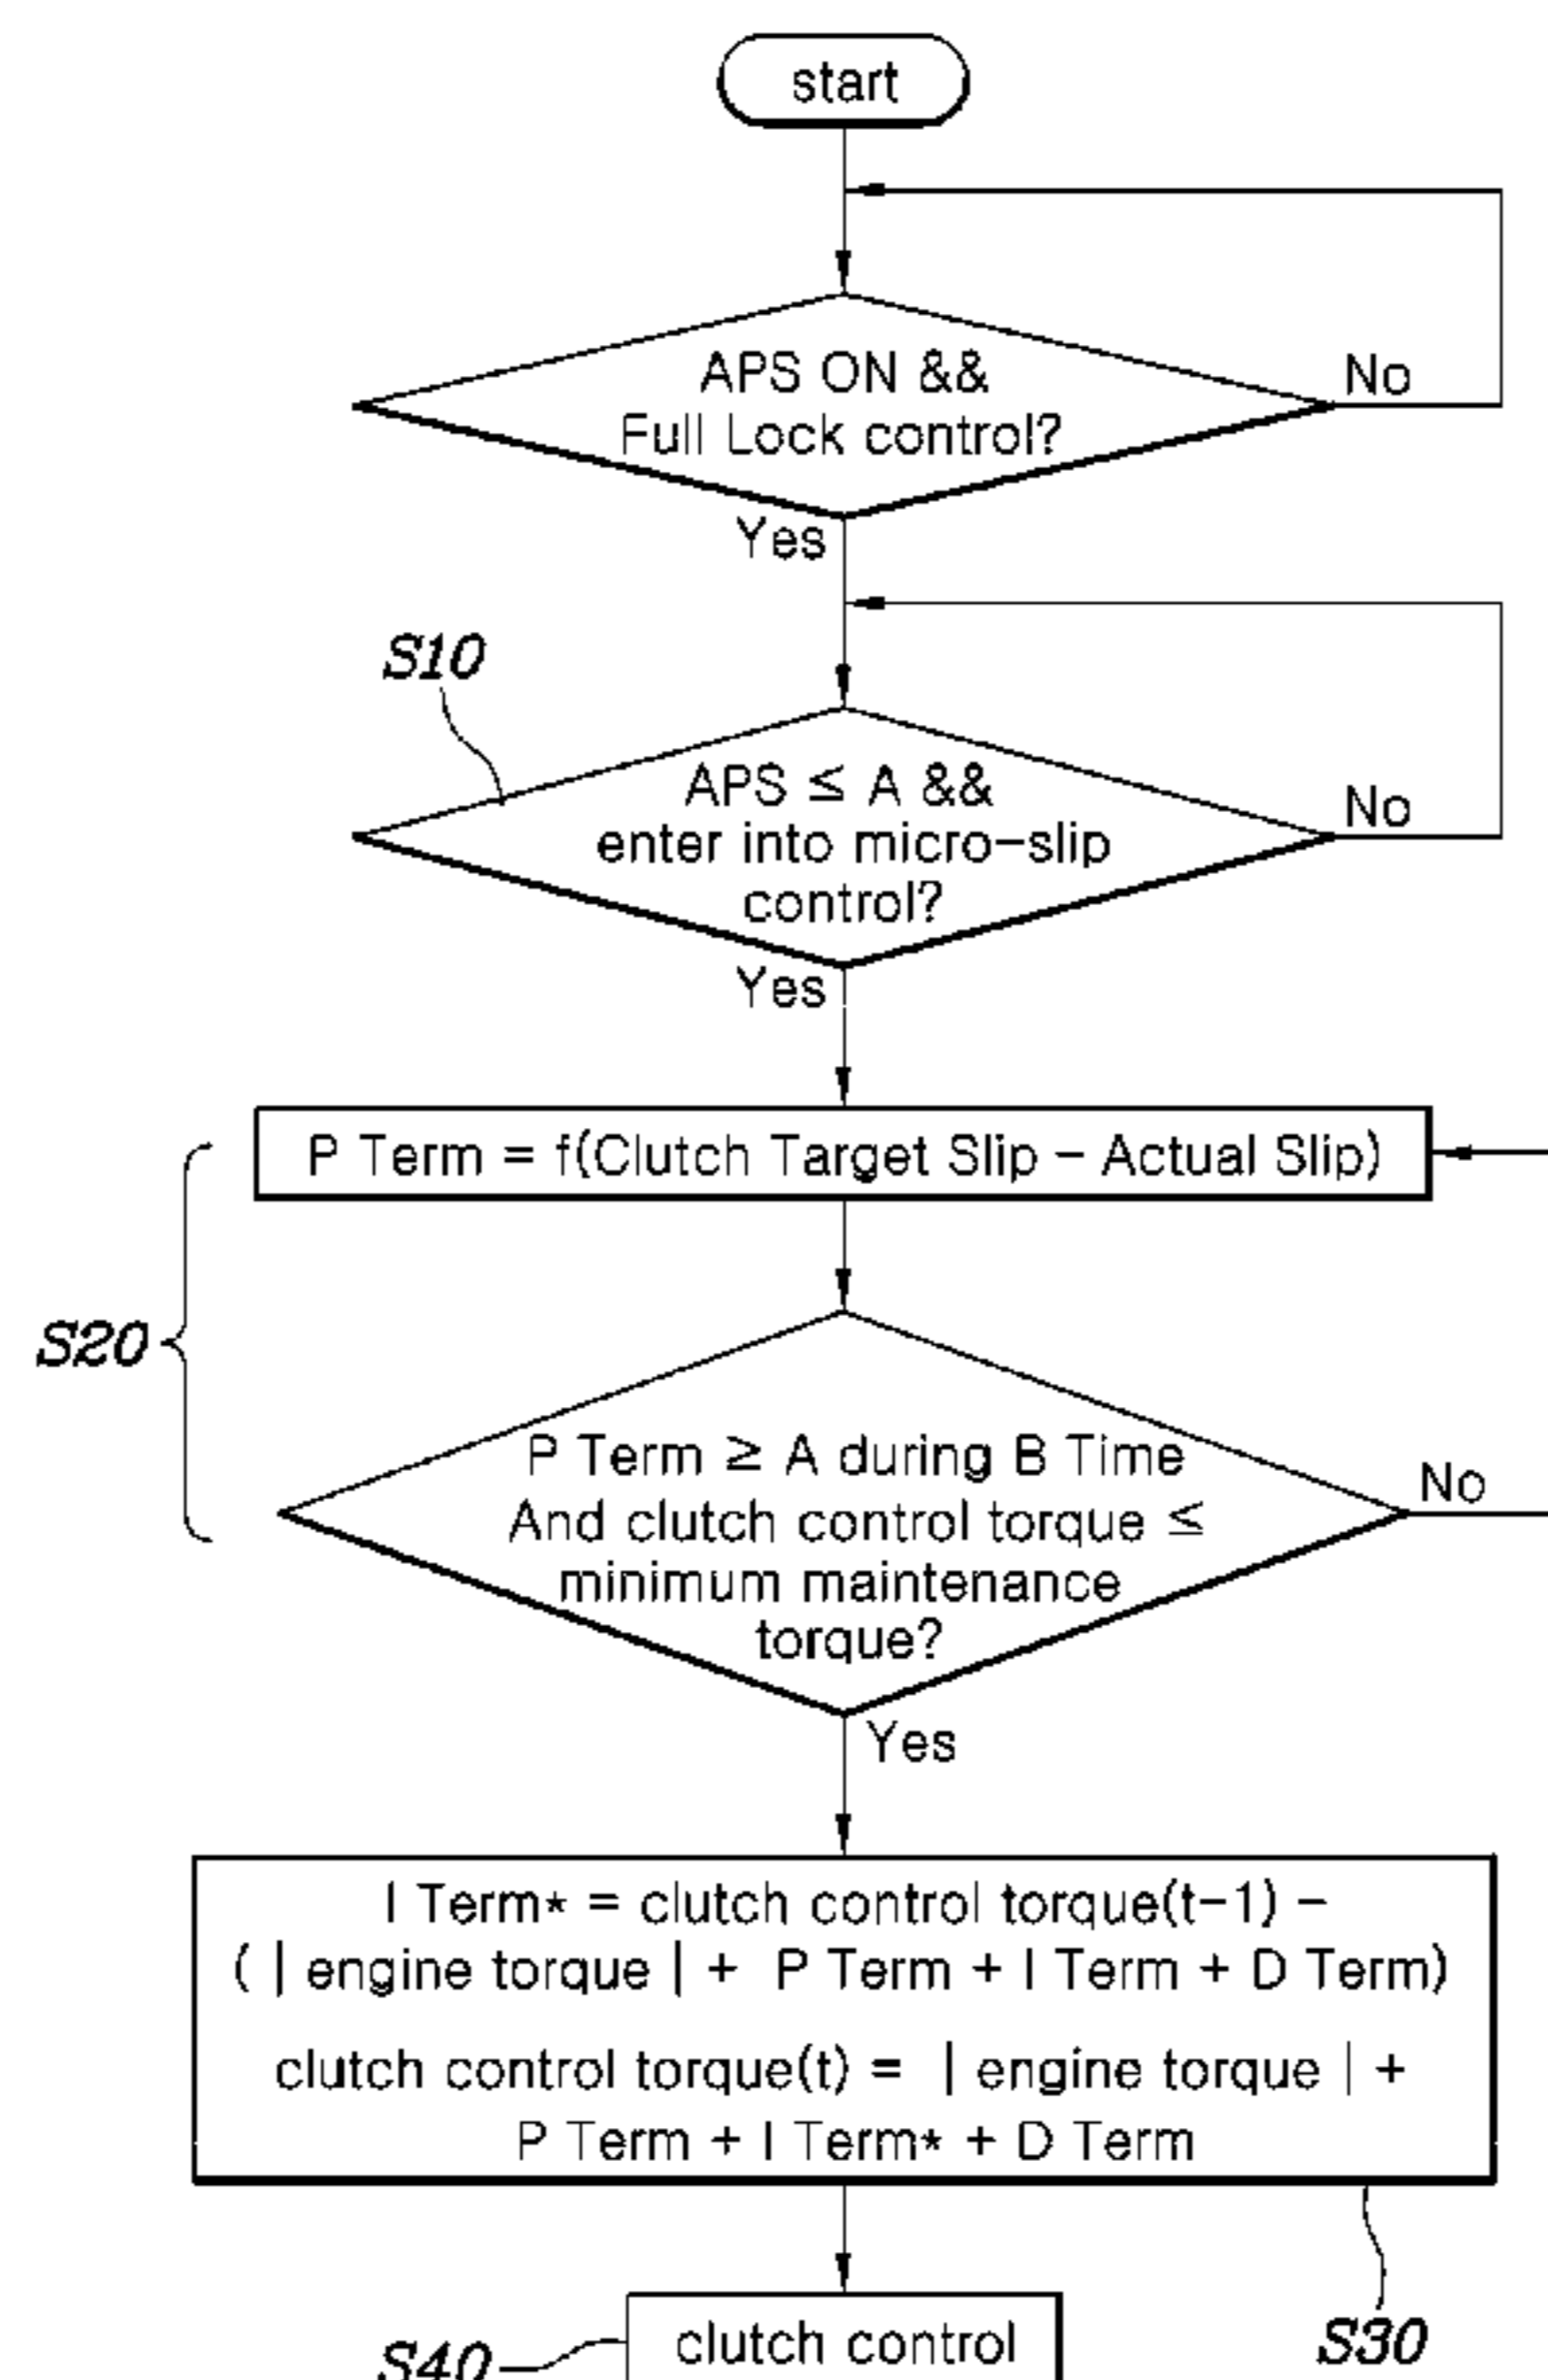 start
APS ON &&
Full Lock control?
No
Yes
S10
APS ≤ A &&
enter into micro-slip
control?
No
Yes
P Term = f(Clutch Target Slip - Actual Slip)
S20
P Term ≥ A during B Time
And clutch control torque ≤
minimum maintenance
torque?
No
Yes
I Term* = clutch control torque(t-1) -
( | engine torque | + P Term + I Term + D Term)
clutch control torque(t) = | engine torque | +
P Term + I Term* + D Term
S30
clutch control
S40